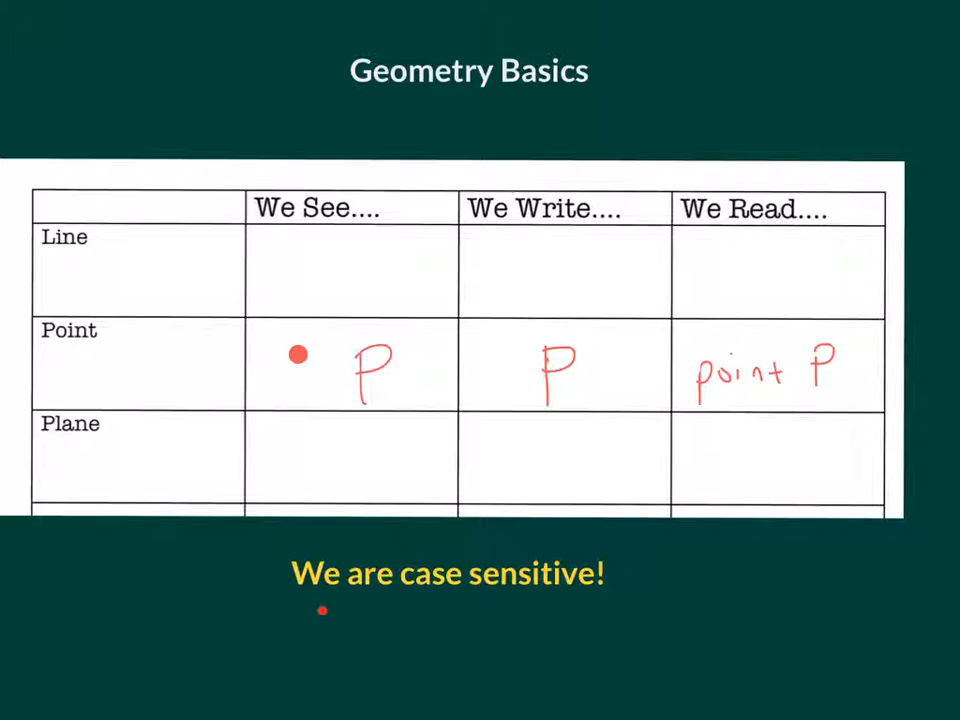 Geometry Basics
We See.... We Write.... We Read....
Line
Point P P point P
Plane
We are case sensitive!